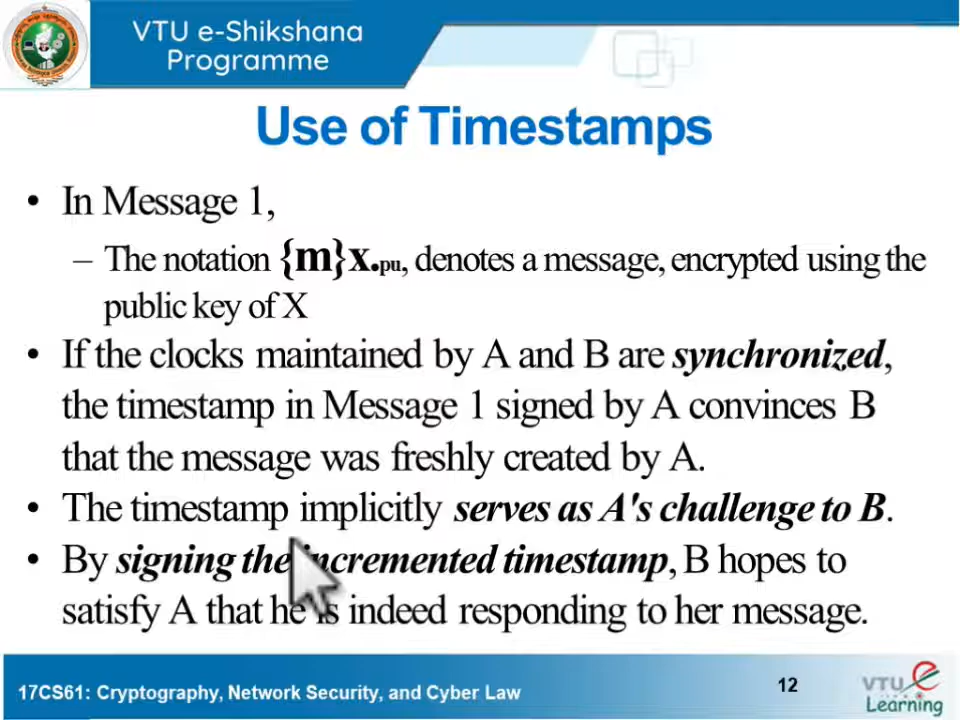 VTU e-Shikshana
Programme
Use of Timestamps
• In Message 1,
– The notation {m}x.pu, denotes a message, encrypted using the
public key of X
• If the clocks maintained by A and B are synchronized,
the timestamp in Message 1 signed by A convinces B
that the message was freshly created by A.
• The timestamp implicitly serves as A's challenge to B.
• By signing the incremented timestamp, B hopes to
satisfy A that he is indeed responding to her message.
17CS61: Cryptography, Network Security, and Cyber Law
12
VTU e
Learning